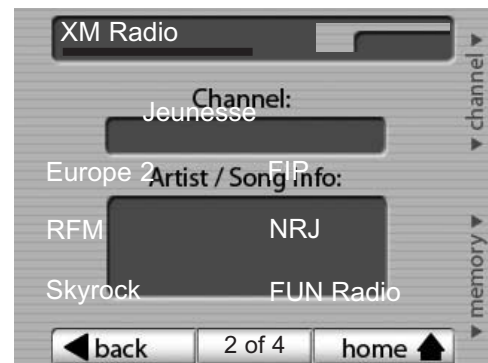 XM Radio
Channel:
Jeunesse
Europe 2
FIP
Artist / Song Info:
RFM
NRJ
Skyrock
FUN Radio
back
2 of 4
home
channel
memory